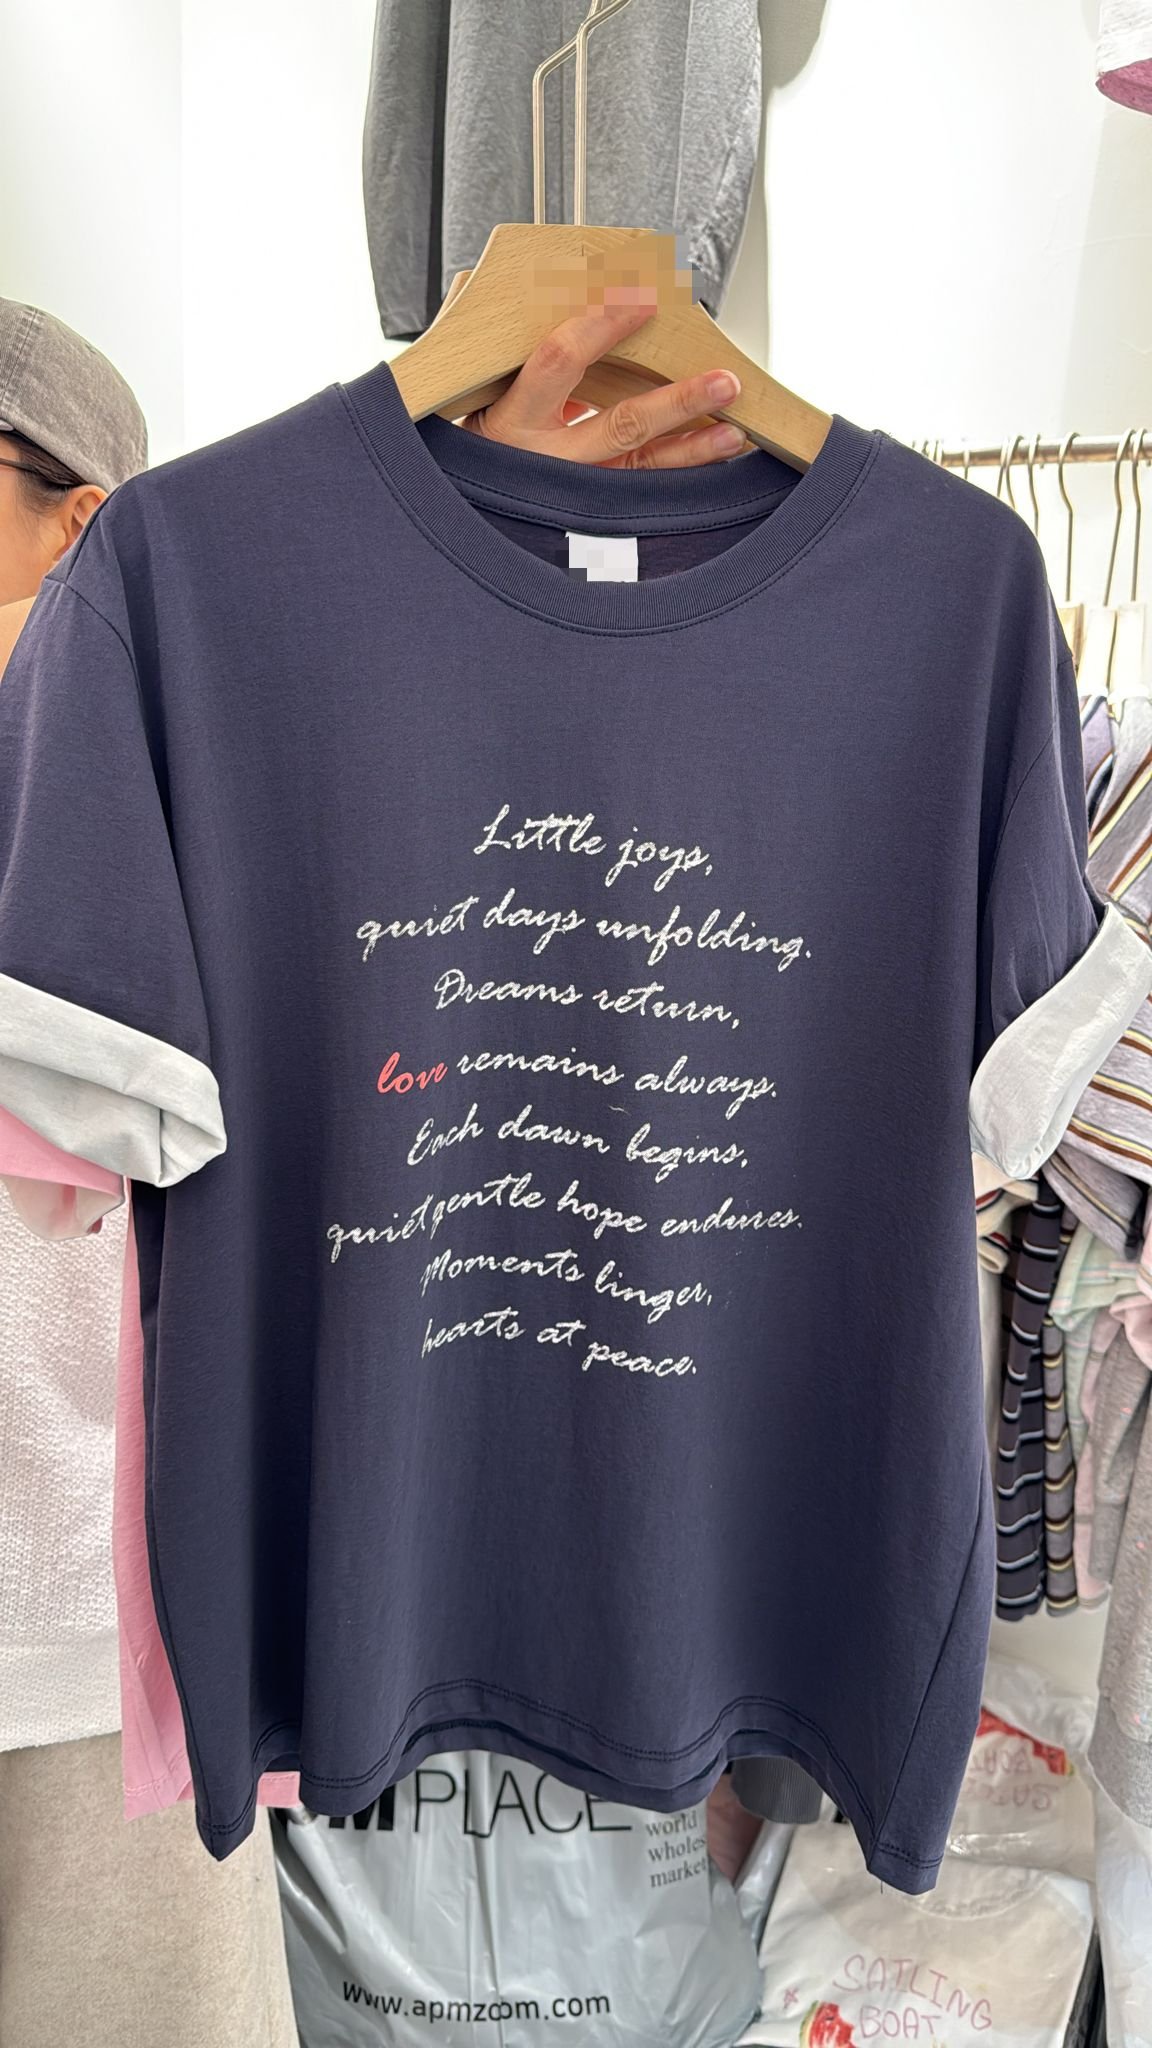 Little joys,
quiet days unfolding.
Dreams return,
love remains always.
Each dawn begins,
quiet gentle hope endures.
Moments linger,
hearts at peace.
M PLACE
world
wholes
market
www.apmzoom.com
SAILING
BOAT